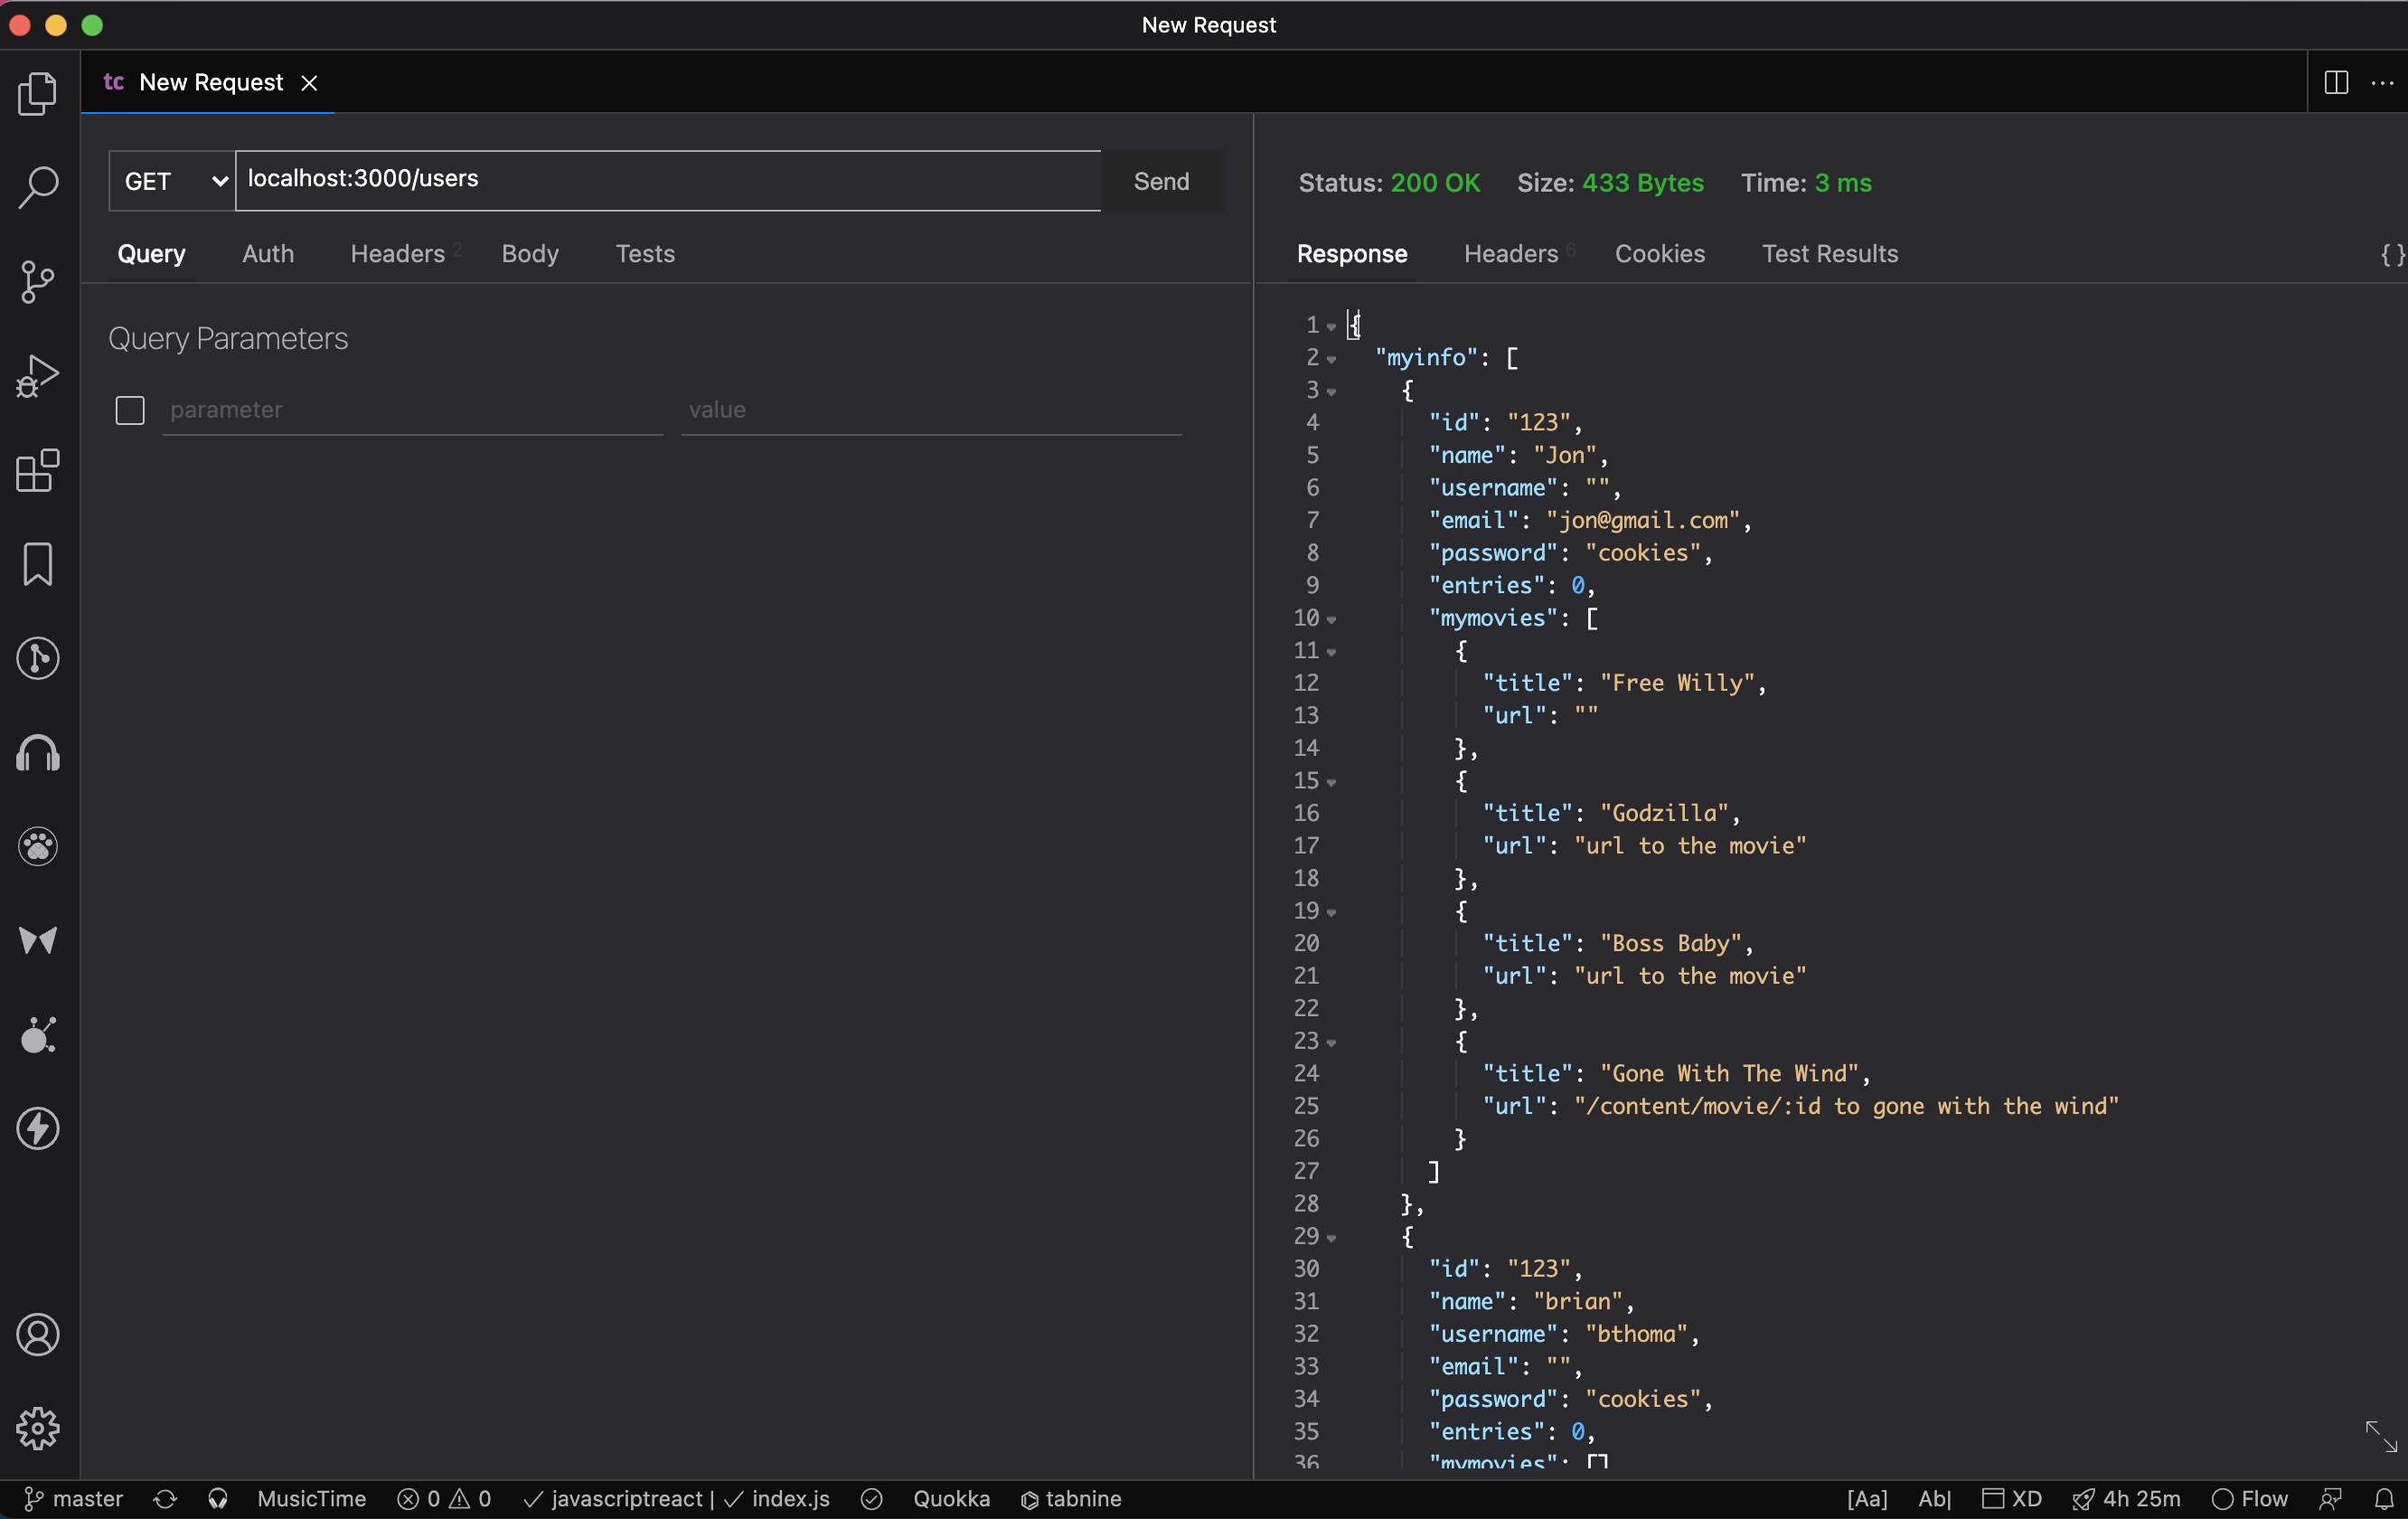 New Request
tc New Request
GET localhost:3000/users Send
Query Auth Headers 2 Body Tests
Query Parameters
parameter value
Status: 200 OK Size: 433 Bytes Time: 3 ms
Response Headers 6 Cookies Test Results {}
1 {
2 "myinfo": [
3 {
4 "id": "123",
5 "name": "Jon",
6 "username": "",
7 "email": "jon@gmail.com",
8 "password": "cookies",
9 "entries": 0,
10 "mymovies": [
11 {
12 "title": "Free Willy",
13 "url": ""
14 },
15 {
16 "title": "Godzilla",
17 "url": "url to the movie"
18 },
19 {
20 "title": "Boss Baby",
21 "url": "url to the movie"
22 },
23 {
24 "title": "Gone With The Wind",
25 "url": "/content/movie/:id to gone with the wind"
26 }
27 ]
28 },
29 {
30 "id": "123",
31 "name": "brian",
32 "username": "bthoma",
33 "email": "",
34 "password": "cookies",
35 "entries": 0,
36 "mymovies": []
master MusicTime 0 0 javascriptreact | index.js Quokka tabnine [Aa] Ab| XD 4h 25m Flow